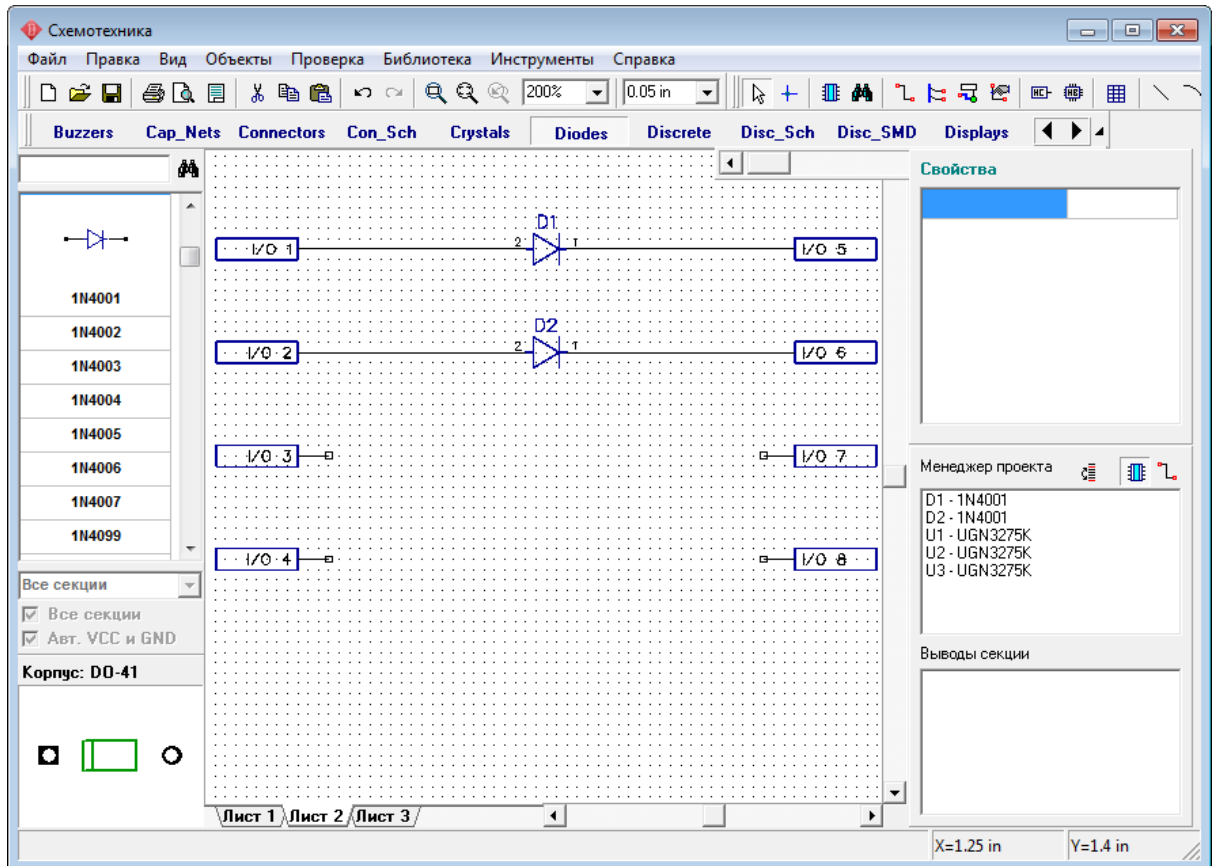 Схемотехника
Файл Правка Вид Объекты Проверка Библиотека Инструменты Справка
200% 0.05 in
Buzzers Cap_Nets Connectors Con_Sch Crystals Diodes Discrete Disc_Sch Disc_SMD Displays
1N4001
1N4002
1N4003
1N4004
1N4005
1N4006
1N4007
1N4099
Все секции
Все секции
Авт. VCC и GND
Корпус: DO-41
D1
I/O 1 2 1 I/O 5
D2
I/O 2 2 1 I/O 6
I/O 3 I/O 7
I/O 4 I/O 8
Лист 1 Лист 2 Лист 3
Свойства
Менеджер проекта
D1 - 1N4001
D2 - 1N4001
U1 - UGN3275K
U2 - UGN3275K
U3 - UGN3275K
Выводы секции
X=1.25 in Y=1.4 in